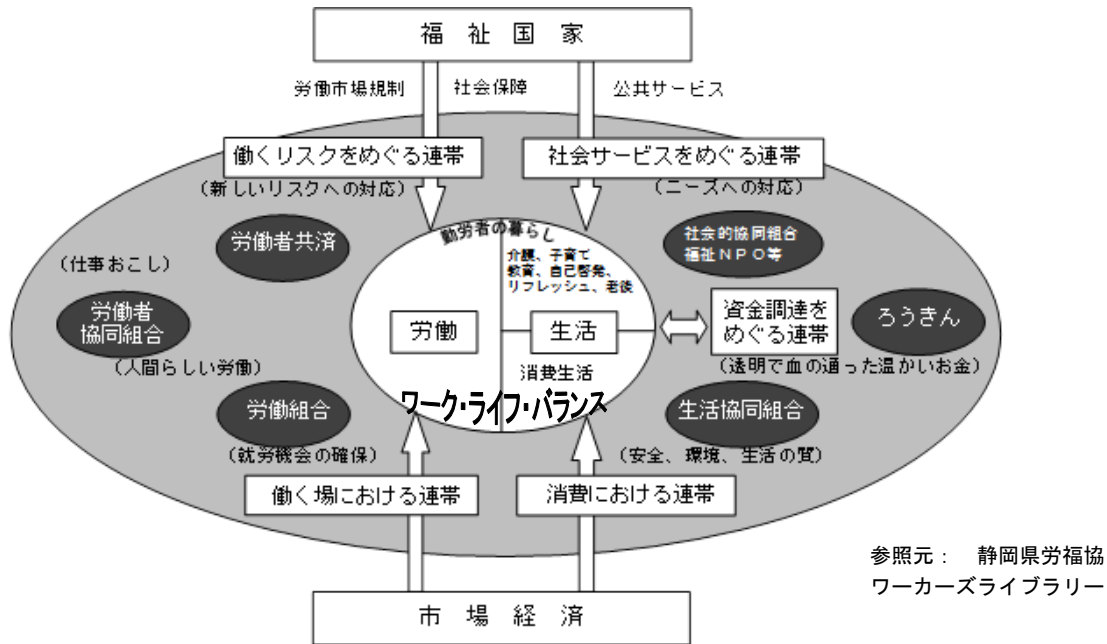 福祉国家
労働市場規制
社会保障
公共サービス
働くリスクをめぐる連帯
社会サービスをめぐる連帯
(新しいリスクへの対応)
(ニーズへの対応)
勤労者の暮らし
労働者共済
介護、子育て
教育、自己啓発、
リフレッシュ、老後
社会的協同組合
福祉NPO等
(仕事おこし)
労働者
協同組合
(人間らしい労働)
労働
生活
資金調達を
めぐる連帯
ろうきん
(透明で血の通った温かいお金)
消費生活
ワーク・ライフ・バランス
労働組合
生活協同組合
(就労機会の確保)
(安全、環境、生活の質)
働く場における連帯
消費における連帯
市場経済
参照元: 静岡県労福協
ワーカーズライブラリー